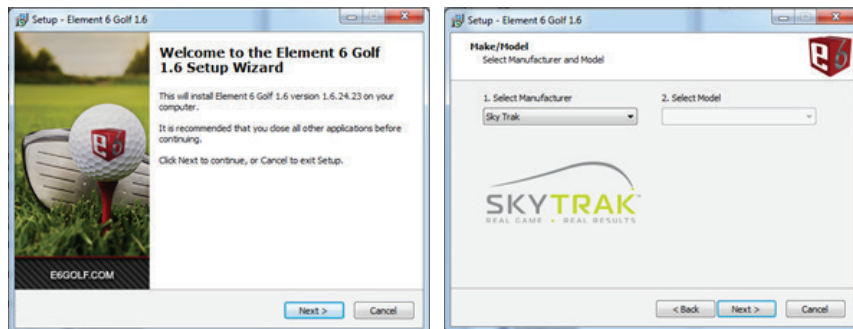 Setup - Element 6 Golf 1.6
Welcome to the Element 6 Golf
1.6 Setup Wizard
This will install Element 6 Golf 1.6 version 1.6.24.23 on your
computer.
It is recommended that you close all other applications before
continuing.
Click Next to continue, or Cancel to exit Setup.
e6
E6GOLF.COM
Next >
Cancel
Setup - Element 6 Golf 1.6
Make/Model
Select Manufacturer and Model
e6
1. Select Manufacturer
2. Select Model
Sky Trak
SKYTRAK
REAL GAME • REAL RESULTS
< Back
Next >
Cancel